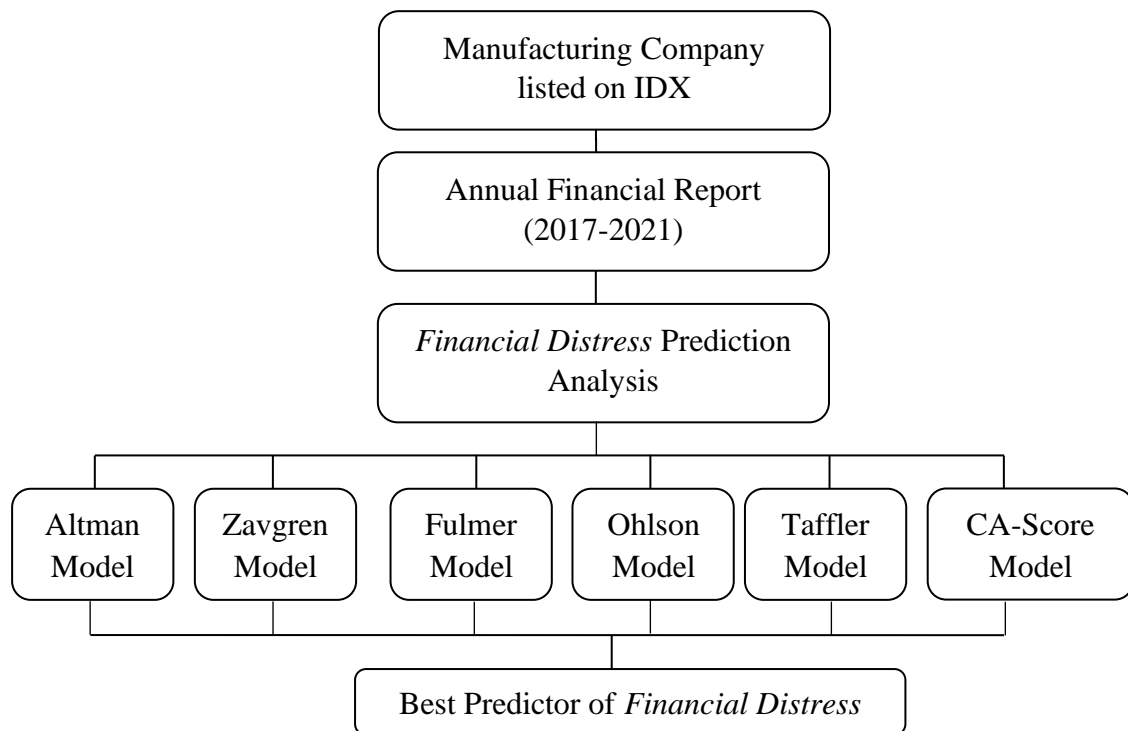 Manufacturing Company
listed on IDX
Annual Financial Report
(2017-2021)
Financial Distress Prediction
Analysis
Altman
Model
Zavgren
Model
Fulmer
Model
Ohlson
Model
Taffler
Model
CA-Score
Model
Best Predictor of Financial Distress